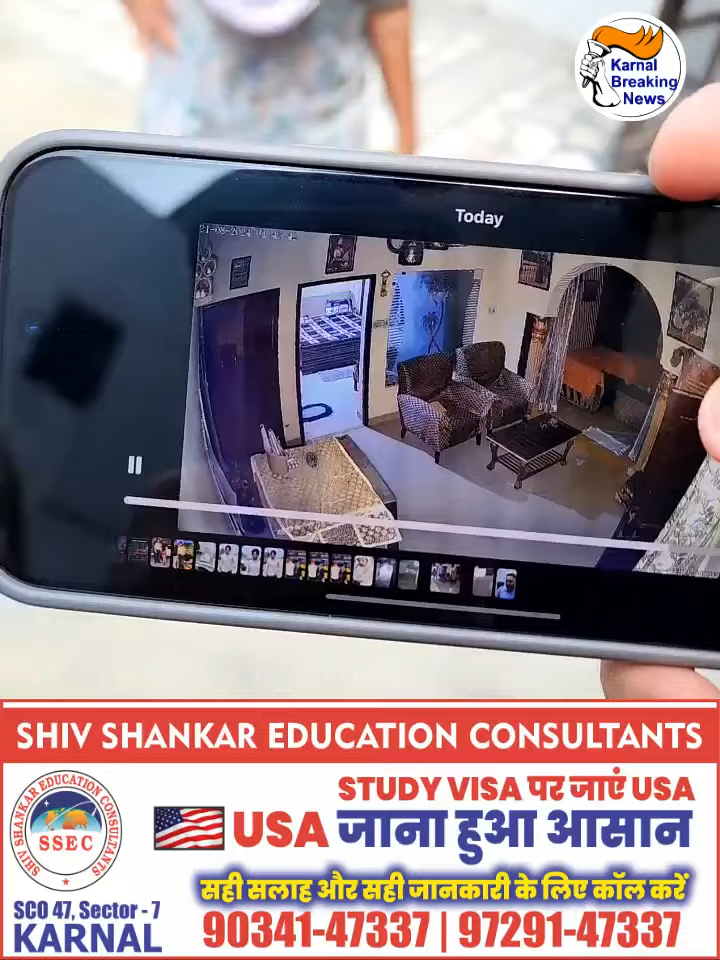 Karnal
Breaking
News
Today
SHIV SHANKAR EDUCATION CONSULTANTS
SHIV SHANKAR EDUCATION CONSULTANTS
SSEC
STUDY VISA पर जाएं USA
USA जाना हुआ आसान
सही सलाह और सही जानकारी के लिए कॉल करें
SCO 47, Sector - 7
KARNAL
90341-47337 | 97291-47337